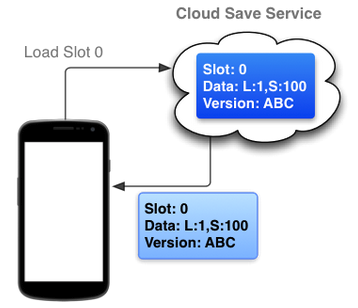 Cloud Save Service
Load Slot 0
Slot: 0
Data: L:1,S:100
Version: ABC
Slot: 0
Data: L:1,S:100
Version: ABC